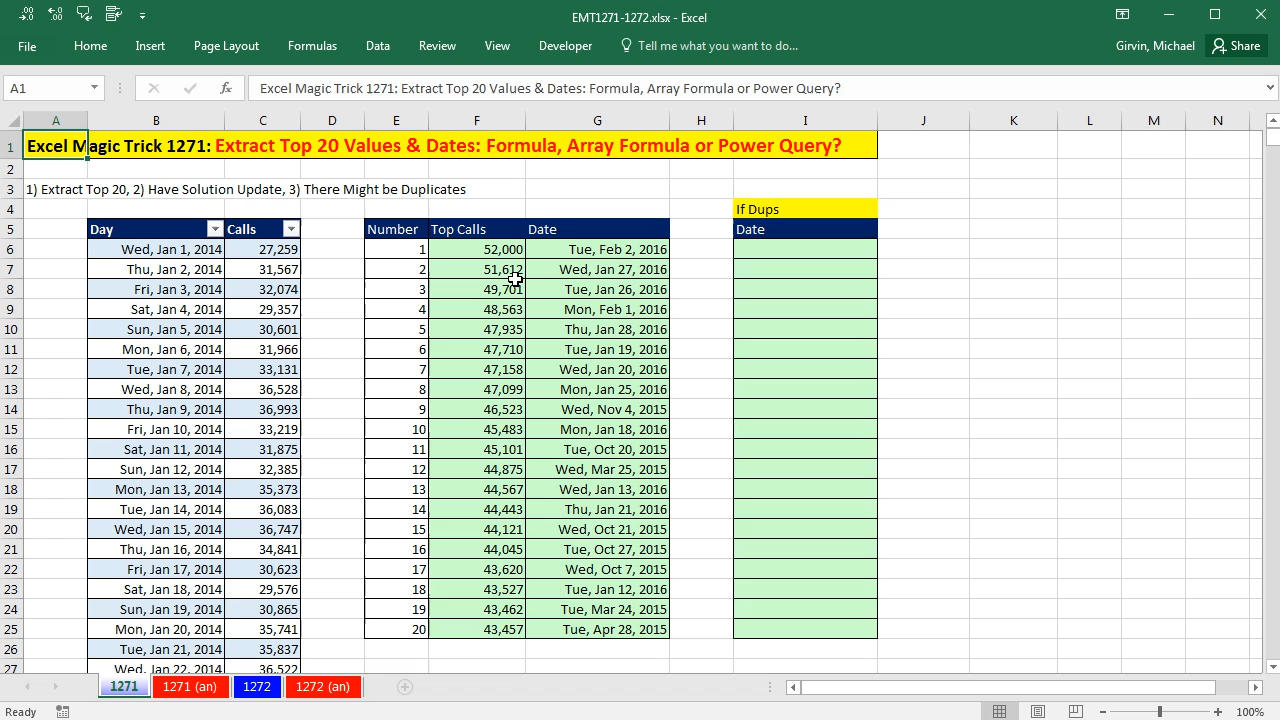 EMT1271-1272.xlsx - Excel
File Home Insert Page Layout Formulas Data Review View Developer Tell me what you want to do... Girvin, Michael Share
A1 fx Excel Magic Trick 1271: Extract Top 20 Values & Dates: Formula, Array Formula or Power Query?
A B C D E F G H I J K L M N
1 Excel Magic Trick 1271: Extract Top 20 Values & Dates: Formula, Array Formula or Power Query?
2
3 1) Extract Top 20, 2) Have Solution Update, 3) There Might be Duplicates
4 If Dups
5 Day Calls Number Top Calls Date Date
6 Wed, Jan 1, 2014 27,259 1 52,000 Tue, Feb 2, 2016
7 Thu, Jan 2, 2014 31,567 2 51,612 Wed, Jan 27, 2016
8 Fri, Jan 3, 2014 32,074 3 49,701 Tue, Jan 26, 2016
9 Sat, Jan 4, 2014 29,357 4 48,563 Mon, Feb 1, 2016
10 Sun, Jan 5, 2014 30,601 5 47,935 Thu, Jan 28, 2016
11 Mon, Jan 6, 2014 31,966 6 47,710 Tue, Jan 19, 2016
12 Tue, Jan 7, 2014 33,131 7 47,158 Wed, Jan 20, 2016
13 Wed, Jan 8, 2014 36,528 8 47,099 Mon, Jan 25, 2016
14 Thu, Jan 9, 2014 36,993 9 46,523 Wed, Nov 4, 2015
15 Fri, Jan 10, 2014 33,219 10 45,483 Mon, Jan 18, 2016
16 Sat, Jan 11, 2014 31,875 11 45,101 Tue, Oct 20, 2015
17 Sun, Jan 12, 2014 32,385 12 44,875 Wed, Mar 25, 2015
18 Mon, Jan 13, 2014 35,373 13 44,567 Wed, Jan 13, 2016
19 Tue, Jan 14, 2014 36,083 14 44,443 Thu, Jan 21, 2016
20 Wed, Jan 15, 2014 36,747 15 44,121 Wed, Oct 21, 2015
21 Thu, Jan 16, 2014 34,841 16 44,045 Tue, Oct 27, 2015
22 Fri, Jan 17, 2014 30,623 17 43,620 Wed, Oct 7, 2015
23 Sat, Jan 18, 2014 29,576 18 43,527 Tue, Jan 12, 2016
24 Sun, Jan 19, 2014 30,865 19 43,462 Tue, Mar 24, 2015
25 Mon, Jan 20, 2014 35,741 20 43,457 Tue, Apr 28, 2015
26 Tue, Jan 21, 2014 35,837
27 Wed, Jan 22, 2014 36,522
1271 1271 (an) 1272 1272 (an)
Ready 100%